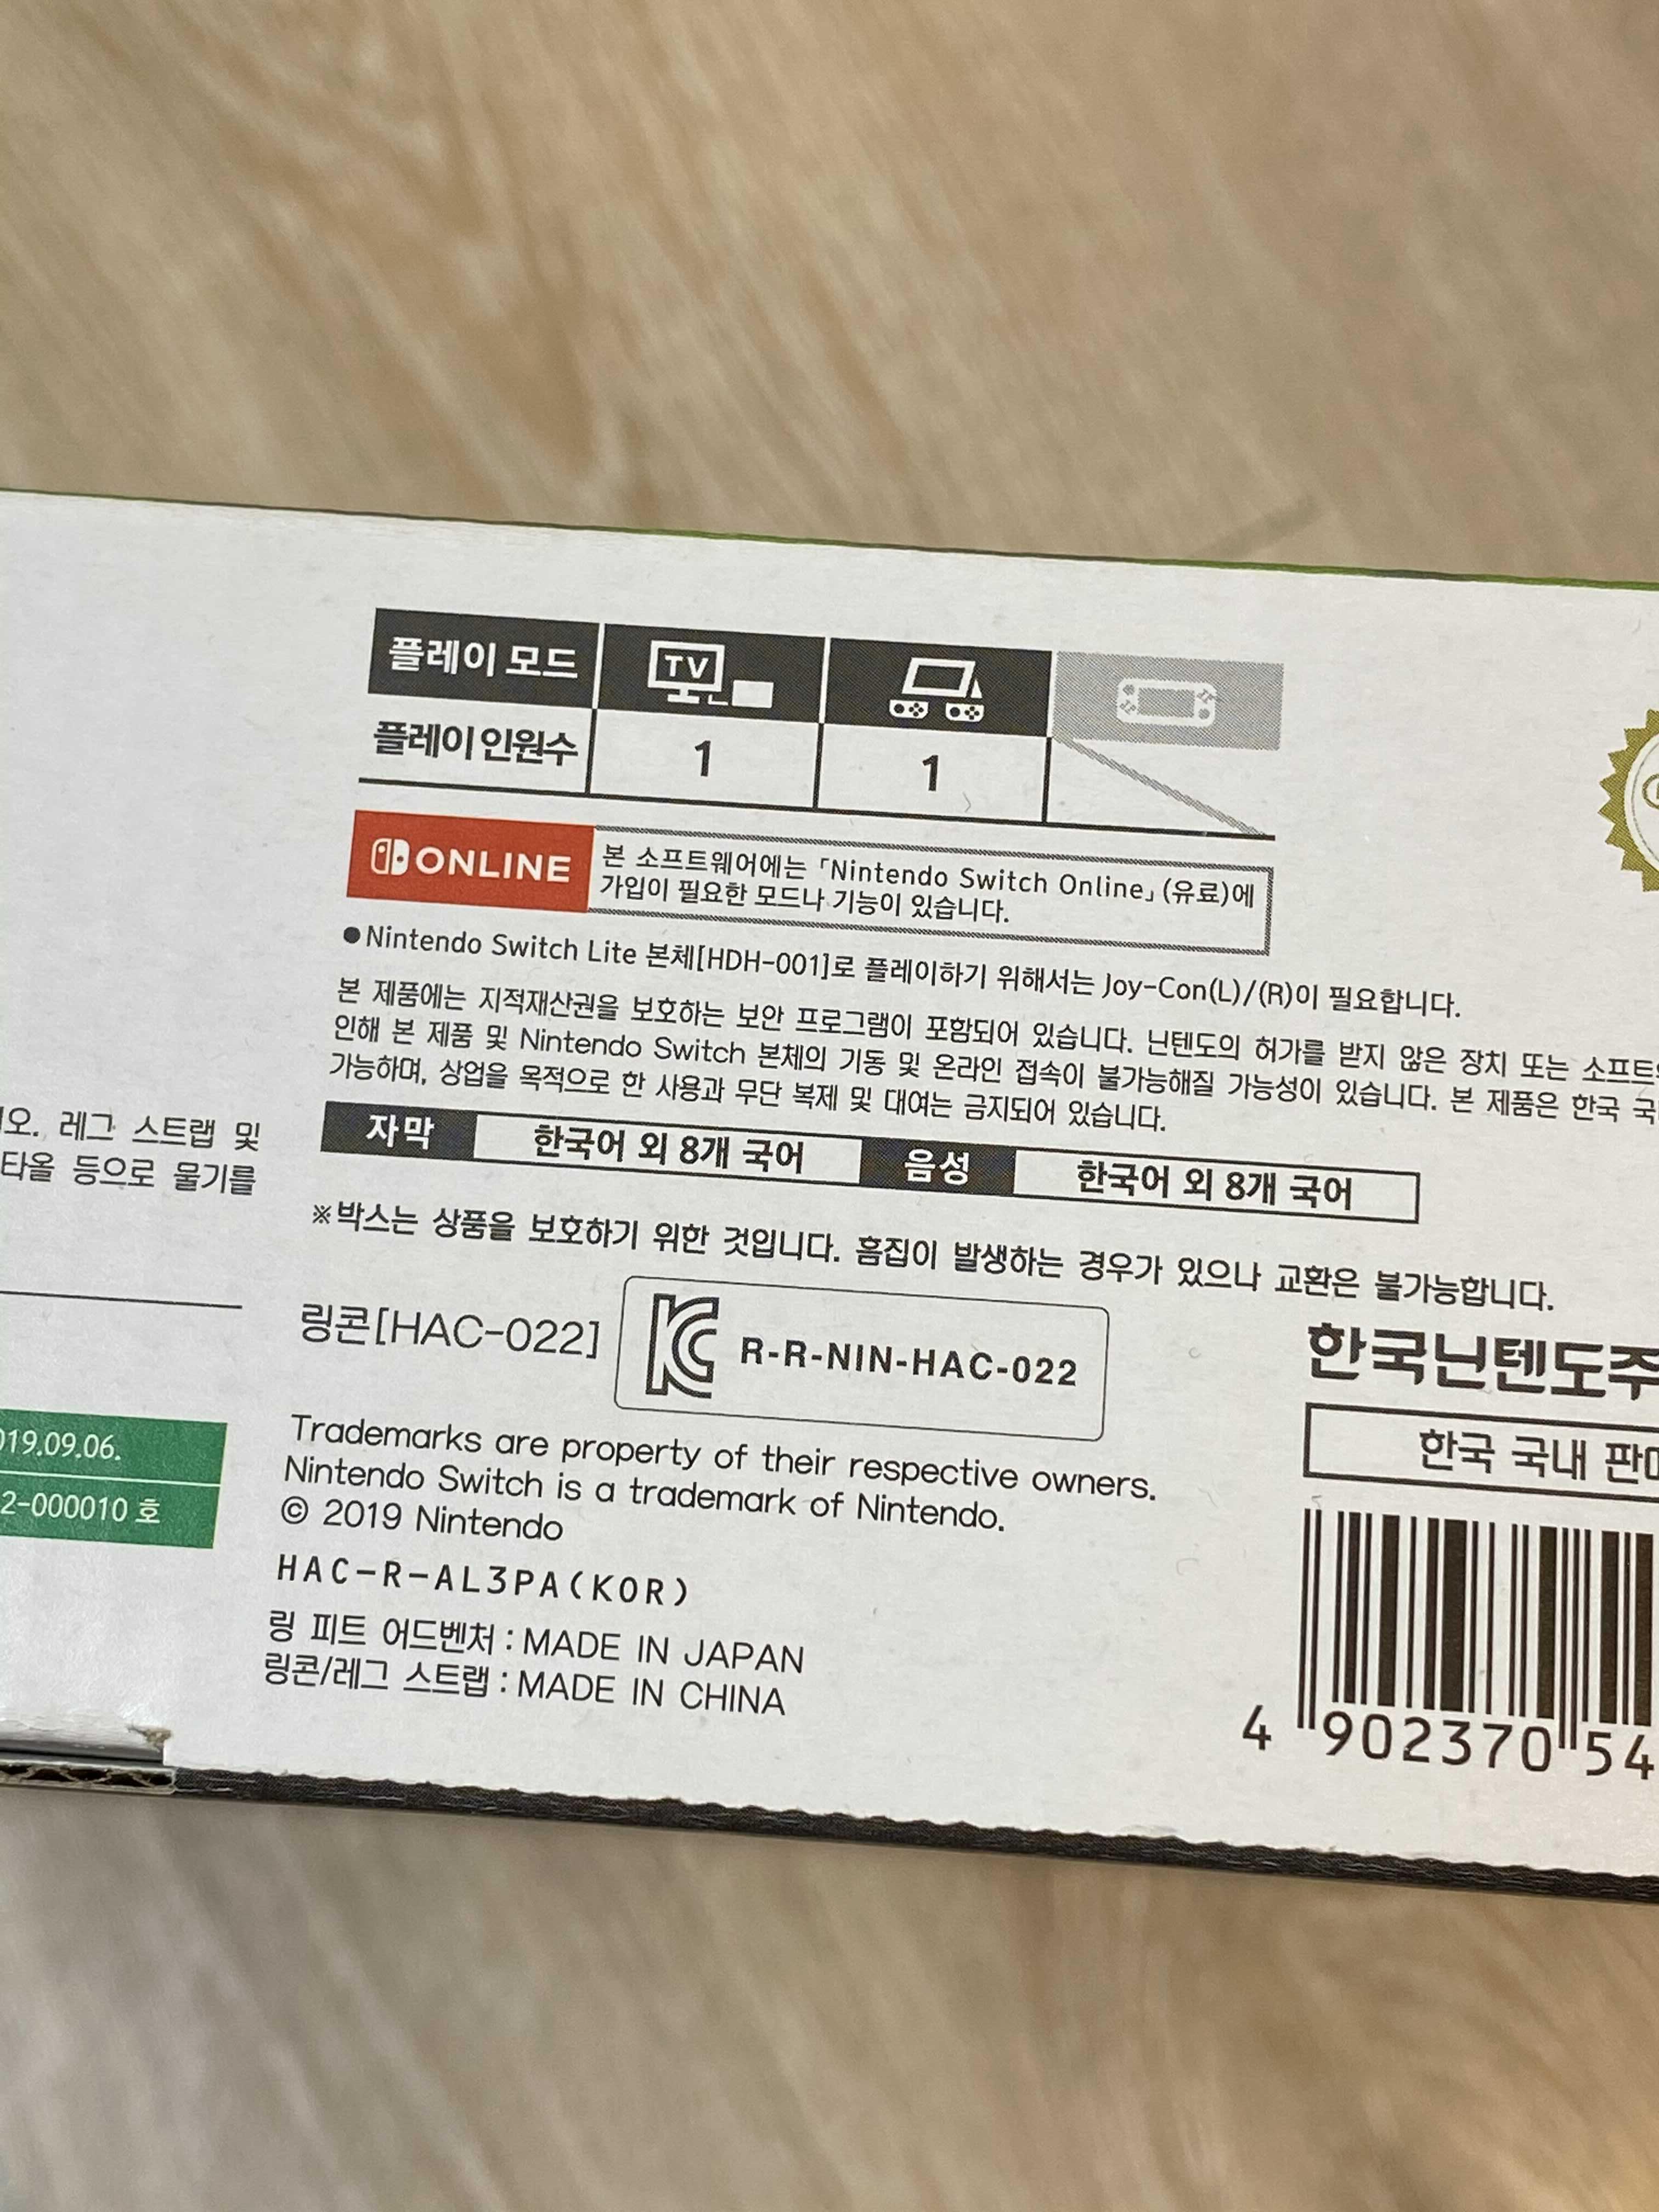 플레이 모드 TV
플레이 인원수 1 1
ONLINE 본 소프트웨어에는 「Nintendo Switch Online」(유료)에
가입이 필요한 모드나 기능이 있습니다.
●Nintendo Switch Lite 본체[HDH-001]로 플레이하기 위해서는 Joy-Con(L)/(R)이 필요합니다.
본 제품에는 지적재산권을 보호하는 보안 프로그램이 포함되어 있습니다. 닌텐도의 허가를 받지 않은 장치 또는
인해 본 제품 및 Nintendo Switch 본체의 기동 및 온라인 접속이 불가능해질 가능성이 있습니다. 본 제품은 한국
가능하며, 상업을 목적으로 한 사용과 무단 복제 및 대여는 금지되어 있습니다.
자막 한국어 외 8개 국어 음성 한국어 외 8개 국어
※박스는 상품을 보호하기 위한 것입니다. 흠집이 발생하는 경우가 있으나 교환은 불가능합니다.
링콘[HAC-022] R-R-NIN-HAC-022
Trademarks are property of their respective owners.
Nintendo Switch is a trademark of Nintendo.
© 2019 Nintendo
HAC-R-AL3PA(KOR)
링 피트 어드벤처 : MADE IN JAPAN
링콘/레그 스트랩 : MADE IN CHINA
오. 레그 스트랩 및
타올 등으로 물기를
019.09.06.
2-000010 호
한국닌텐도주
한국 국내 판매
4 902370 54